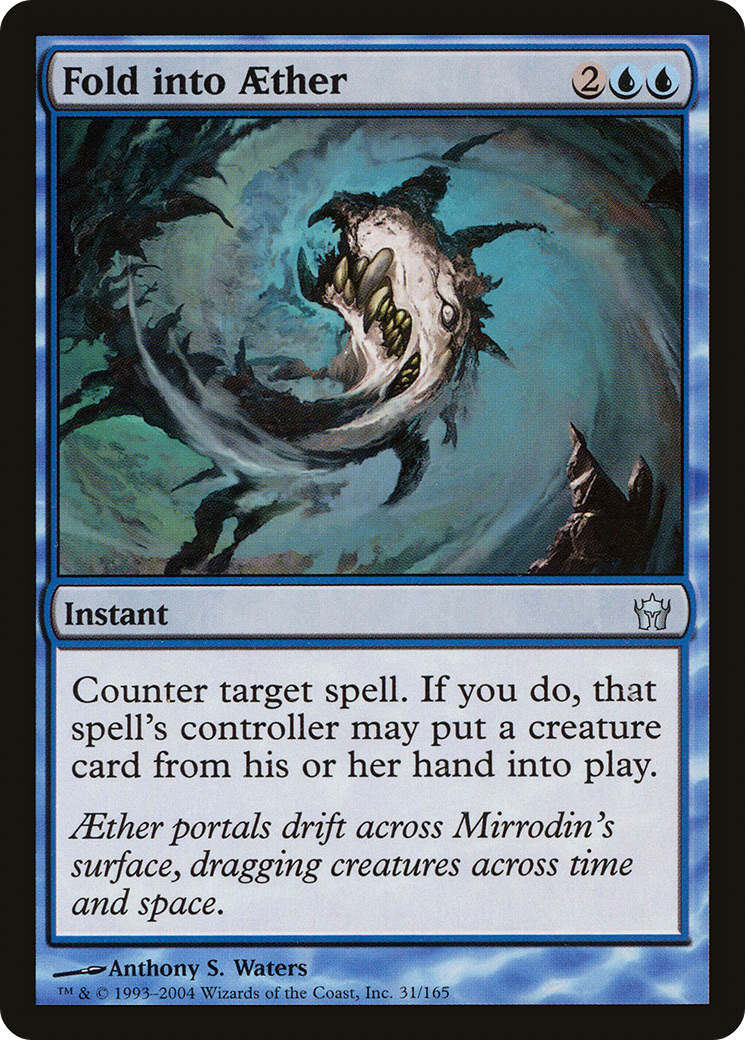 Fold into Æther
2
Instant
Counter target spell. If you do, that
spell's controller may put a creature
card from his or her hand into play.
Æther portals drift across Mirrodin's
surface, dragging creatures across time
and space.
Anthony S. Waters
™ & © 1993–2004 Wizards of the Coast, Inc. 31/165